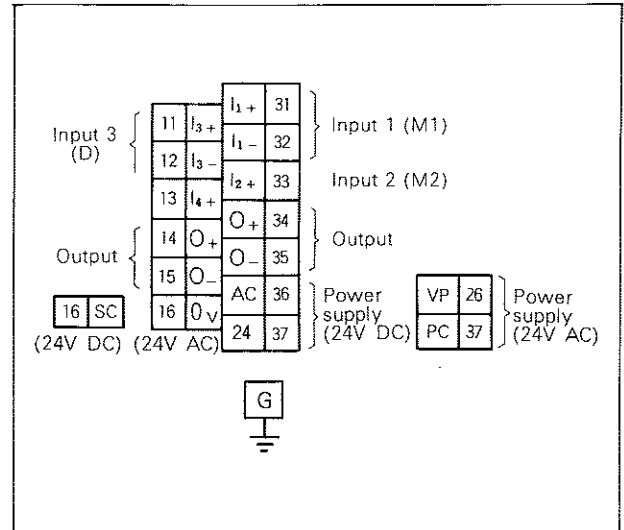 I₁ + 31
I₁ − 32
Input 1 (M1)
I₂ + 33
Input 2 (M2)
O + 34
O − 35
Output
AC 36
24 37
Power
supply
(24V DC)
Input 3
(D)
11 I₃ +
12 I₃ −
13 I₄ +
Output
14 O +
15 O −
16 0 V
(24V AC)
16 SC
(24V DC)
VP 26
PC 37
Power
supply
(24V AC)
G